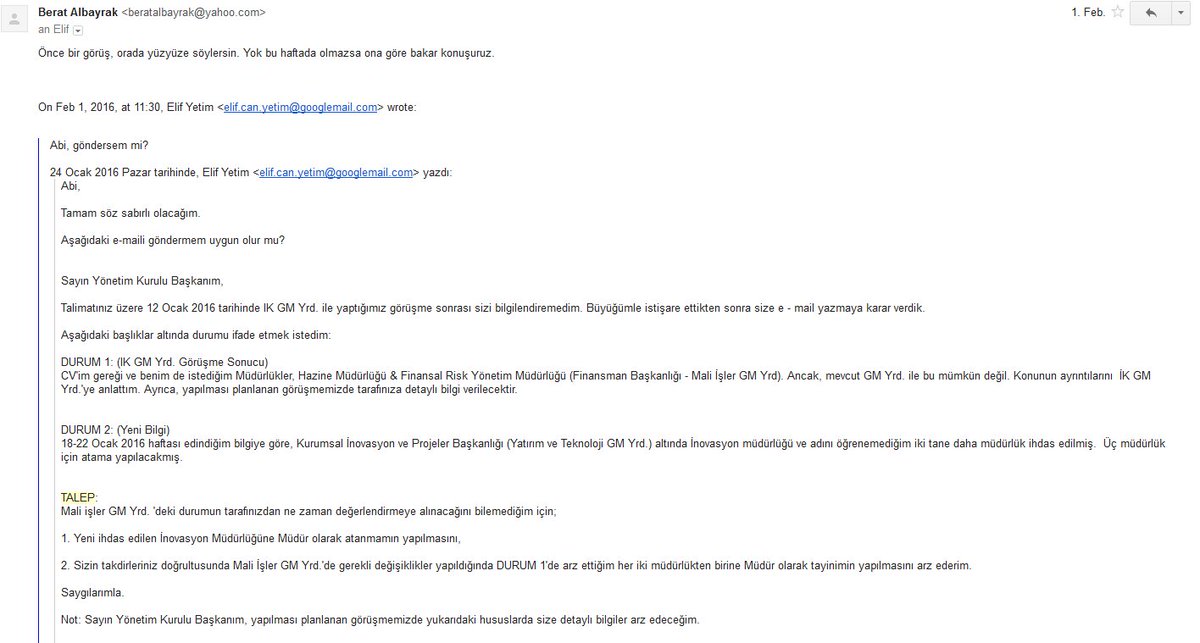 Berat Albayrak <beratalbayrak@yahoo.com>
1. Feb.
an Elif
Önce bir görüş, orada yüzyüze söylersin. Yok bu haftada olmazsa ona göre bakar konuşuruz.
On Feb 1, 2016, at 11:30, Elif Yetim <elif.can.yetim@googlemail.com> wrote:
Abi, göndersem mi?
24 Ocak 2016 Pazar tarihinde, Elif Yetim <elif.can.yetim@googlemail.com> yazdı:
Abi,
Tamam söz sabırlı olacağım.
Aşağıdaki e-maili göndermem uygun olur mu?
Sayın Yönetim Kurulu Başkanım,
Talimatınız üzere 12 Ocak 2016 tarihinde IK GM Yrd. ile yaptığımız görüşme sonrası sizi bilgilendiremedim. Büyüğümle istişare ettikten sonra size e - mail yazmaya karar verdik.
Aşağıdaki başlıklar altında durumu ifade etmek istedim:
DURUM 1: (IK GM Yrd. Görüşme Sonucu)
CV'im gereği ve benim de istediğim Müdürlükler, Hazine Müdürlüğü & Finansal Risk Yönetim Müdürlüğü (Finansman Başkanlığı - Mali İşler GM Yrd). Ancak, mevcut GM Yrd. ile bu mümkün değil. Konunun ayrıntılarını İK GM
Yrd.'ye anlattım. Ayrıca, yapılması planlanan görüşmemizde tarafınıza detaylı bilgi verilecektir.
DURUM 2: (Yeni Bilgi)
18-22 Ocak 2016 haftası edindiğim bilgiye göre, Kurumsal İnovasyon ve Projeler Başkanlığı (Yatırım ve Teknoloji GM Yrd.) altında İnovasyon müdürlüğü ve adını öğrenemediğim iki tane daha müdürlük ihdas edilmiş. Üç müdürlük
için atama yapılacakmış.
TALEP:
Mali işler GM Yrd. 'deki durumun tarafınızdan ne zaman değerlendirmeye alınacağını bilemediğim için;
1. Yeni ihdas edilen İnovasyon Müdürlüğüne Müdür olarak atanmamın yapılmasını,
2. Sizin takdirleriniz doğrultusunda Mali İşler GM Yrd.'de gerekli değişiklikler yapıldığında DURUM 1'de arz ettiğim her iki müdürlükten birine Müdür olarak tayinimin yapılmasını arz ederim.
Saygılarımla.
Not: Sayın Yönetim Kurulu Başkanım, yapılması planlanan görüşmemizde yukarıdaki hususlarda size detaylı bilgiler arz edeceğim.